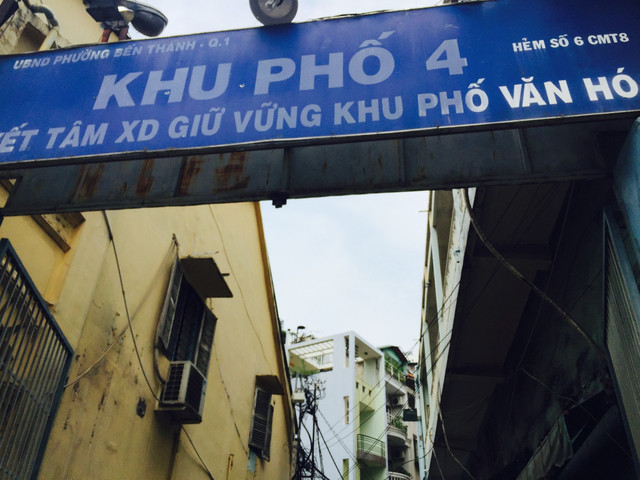 UBND PHƯỜNG BẾN THÀNH - Q.1
HẺM SỐ 6 CMT8
KHU PHỐ 4
TÂM XD GIỮ VỮNG KHU PHỐ VĂN